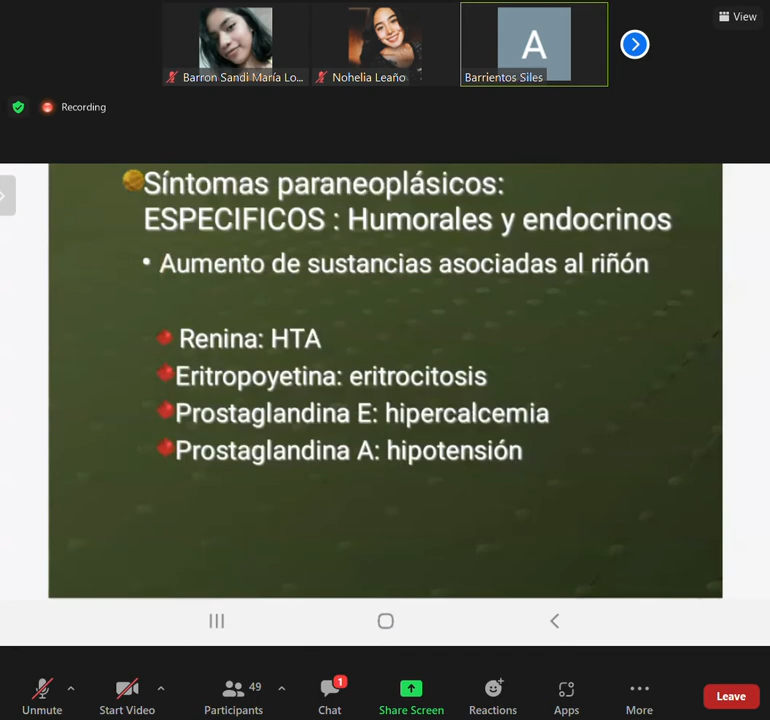 View
Barron Sandi María Lo...
Nohelia Leaño
A
Barrientos Siles
Recording
Síntomas paraneoplásicos:
ESPECIFICOS : Humorales y endocrinos
• Aumento de sustancias asociadas al riñón
Renina: HTA
Eritropoyetina: eritrocitosis
Prostaglandina E: hipercalcemia
Prostaglandina A: hipotensión
Unmute
Start Video
49
Participants
1
Chat
Share Screen
Reactions
Apps
More
Leave